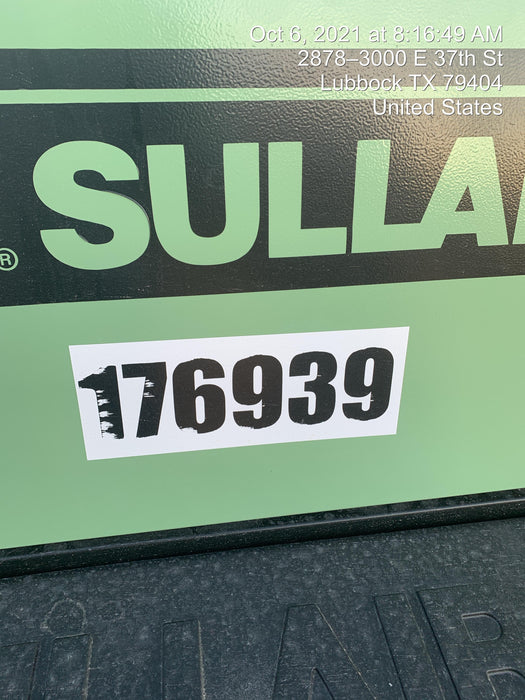 Oct 6, 2021 at 8:16:49 AM
2878–3000 E 37th St
Lubbock TX 79404
United States
® SULLA
176939
LLAIR